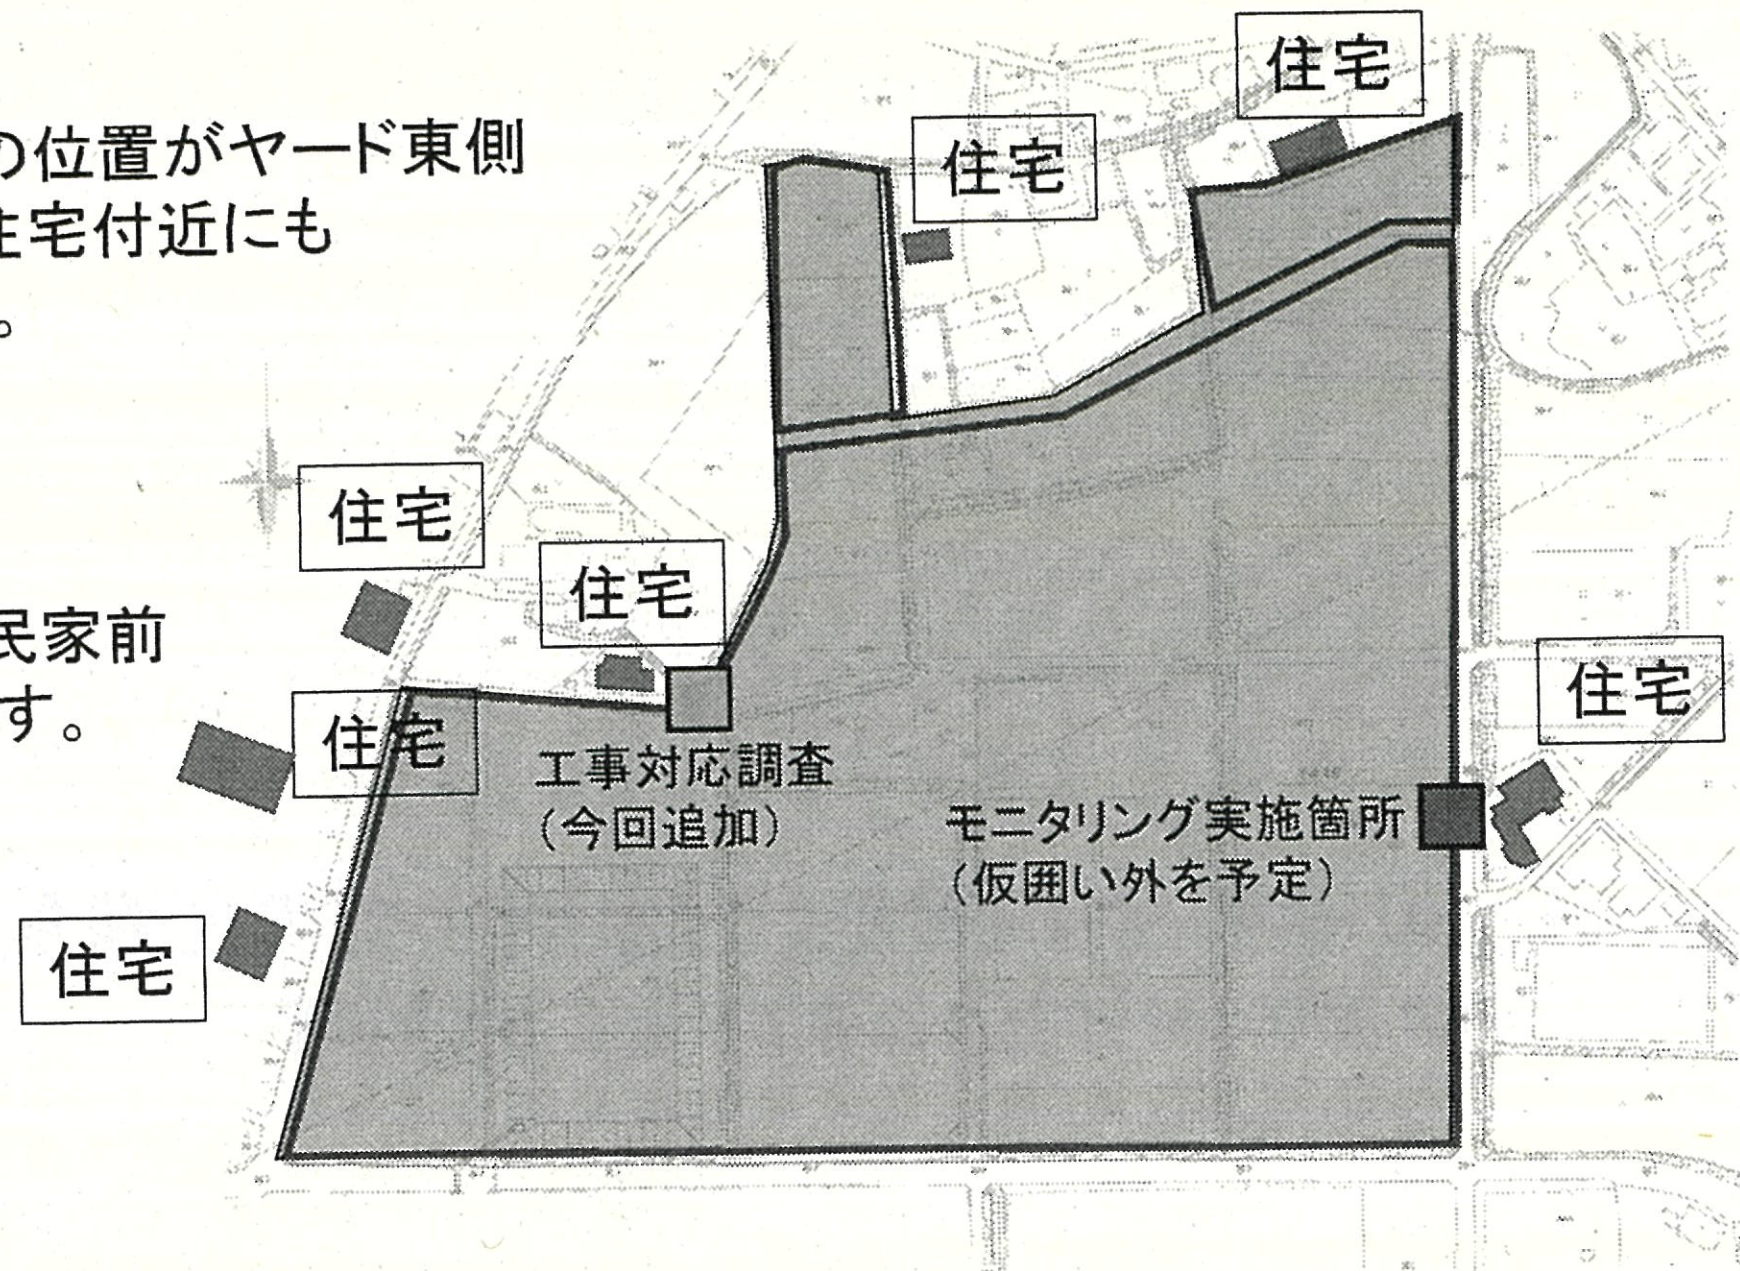 の位置がヤード東側
住宅付近にも
。
民家前
す。
住宅
住宅
住宅
住宅
住宅
住宅
住宅
工事対応調査
(今回追加)
モニタリング実施箇所
(仮囲い外を予定)